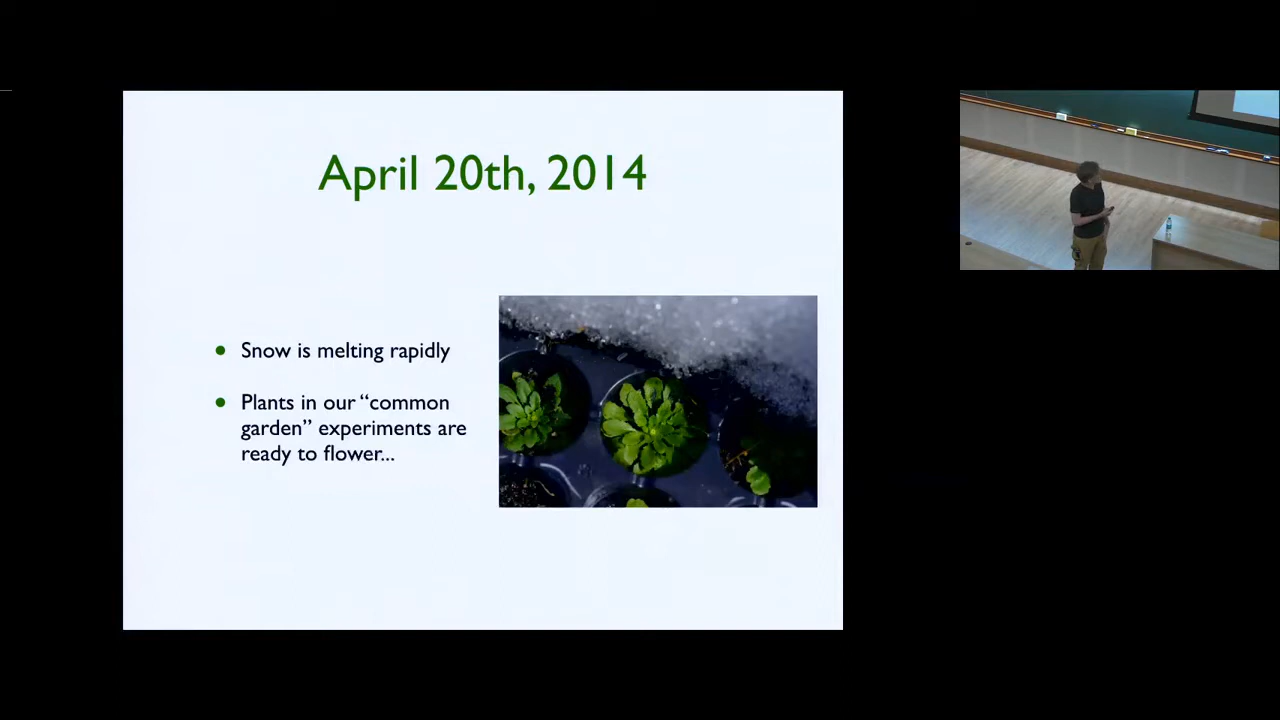 April 20th, 2014
● Snow is melting rapidly
● Plants in our “common
garden” experiments are
ready to flower...